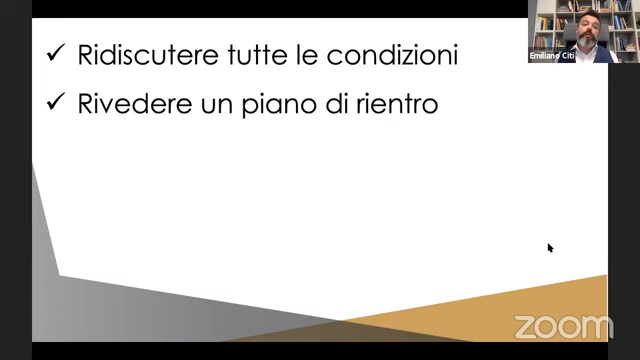 ✓ Ridiscutere tutte le condizioni
✓ Rivedere un piano di rientro
Emiliano Citi
zoom